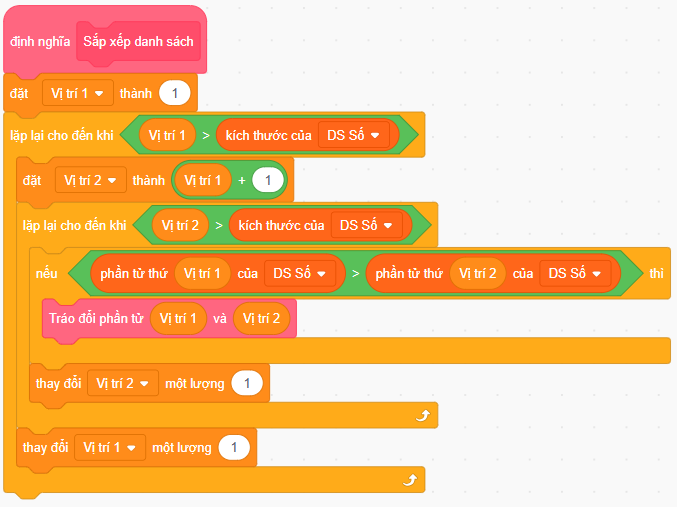 định nghĩa Sắp xếp danh sách
đặt Vị trí 1 thành 1
lặp lại cho đến khi Vị trí 1 > kích thước của DS Số
đặt Vị trí 2 thành Vị trí 1 + 1
lặp lại cho đến khi Vị trí 2 > kích thước của DS Số
nếu phần tử thứ Vị trí 1 của DS Số > phần tử thứ Vị trí 2 của DS Số thì
Tráo đổi phần tử Vị trí 1 và Vị trí 2
thay đổi Vị trí 2 một lượng 1
thay đổi Vị trí 1 một lượng 1